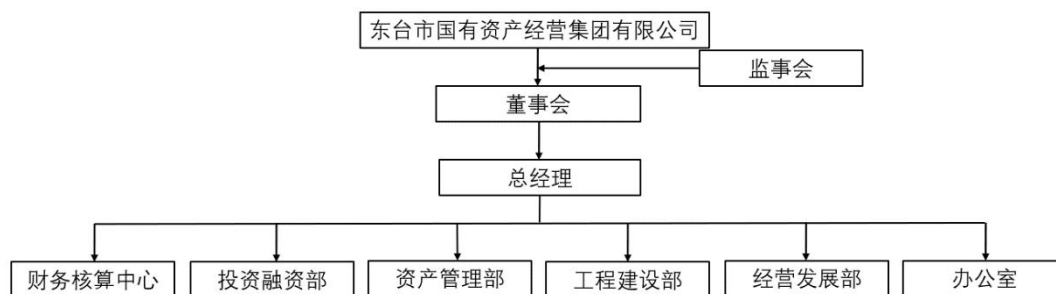 东台市国有资产经营集团有限公司
监事会
董事会
总经理
财务核算中心
投资融资部
资产管理部
工程建设部
经营发展部
办公室